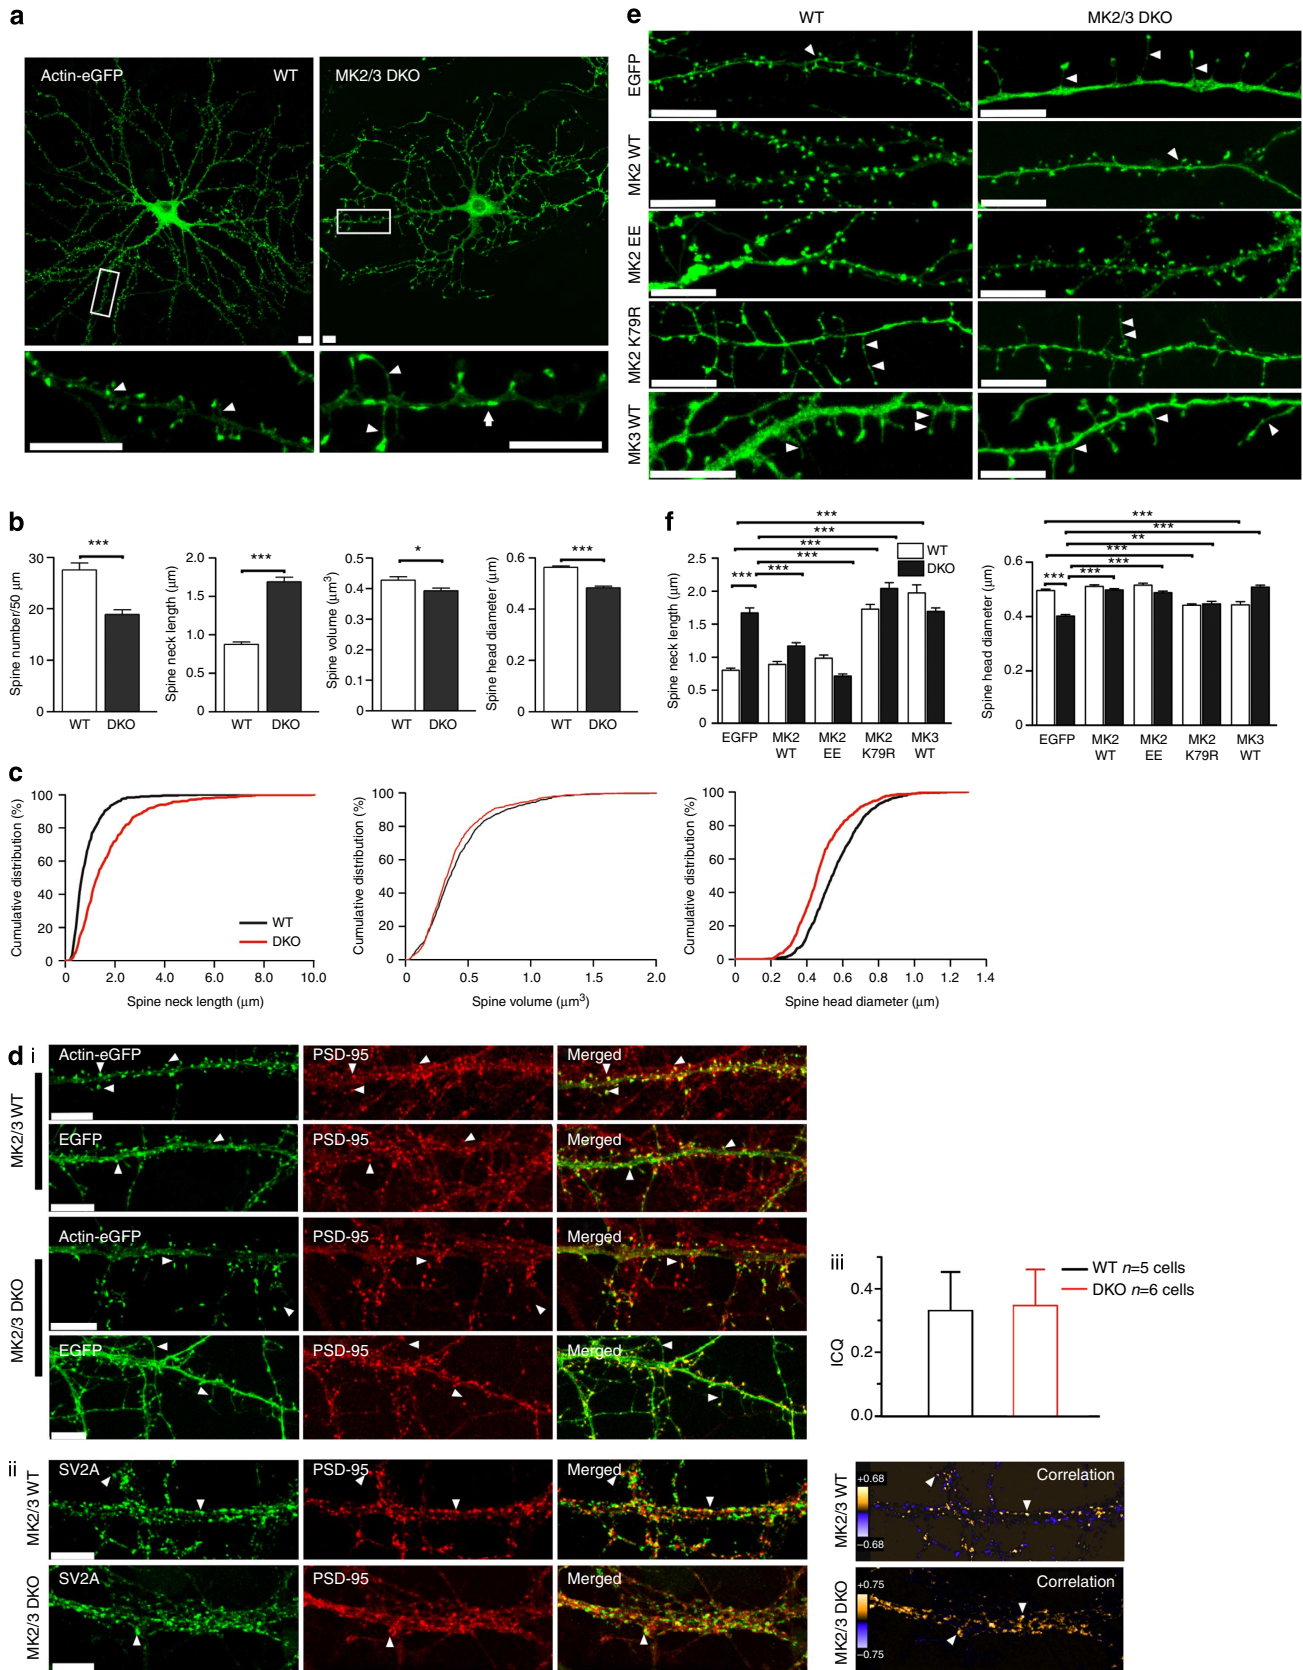 a
Actin-eGFP
WT
MK2/3 DKO
b
***
Spine number/50 μm
30
20
10
0
WT
DKO
***
Spine neck length (μm)
2.0
1.5
1.0
0.5
0
WT
DKO
*
Spine volume (μm³)
0.5
0.4
0.3
0.2
0.1
0
WT
DKO
***
Spine head diameter (μm)
0.6
0.4
0.2
0
WT
DKO
c
Cumulative distribution (%)
100
80
60
40
20
0
WT
DKO
0
2.0
4.0
6.0
8.0
10.0
Spine neck length (μm)
Cumulative distribution (%)
100
80
60
40
20
0
0
0.5
1.0
1.5
2.0
Spine volume (μm³)
Cumulative distribution (%)
100
80
60
40
20
0
0
0.2
0.4
0.6
0.8
1.0
1.2
1.4
Spine head diameter (μm)
d
i
MK2/3 WT
Actin-eGFP
PSD-95
Merged
EGFP
PSD-95
Merged
MK2/3 DKO
Actin-eGFP
PSD-95
Merged
EGFP
PSD-95
Merged
ii
MK2/3 WT
SV2A
PSD-95
Merged
MK2/3 WT
+0.68
−0.68
Correlation
MK2/3 DKO
SV2A
PSD-95
Merged
MK2/3 DKO
+0.75
−0.75
Correlation
iii
ICQ
0.4
0.2
0.0
WT n=5 cells
DKO n=6 cells
e
WT
MK2/3 DKO
EGFP
MK2 WT
MK2 EE
MK2 K79R
MK3 WT
f
***
***
***
***
***
***
WT
DKO
Spine neck length (μm)
2.5
2.0
1.5
1.0
0.5
0
EGFP
MK2
WT
MK2
EE
MK2
K79R
MK3
WT
***
***
**
***
***
***
***
Spine head diameter (μm)
0.6
0.4
0.2
0
EGFP
MK2
WT
MK2
EE
MK2
K79R
MK3
WT